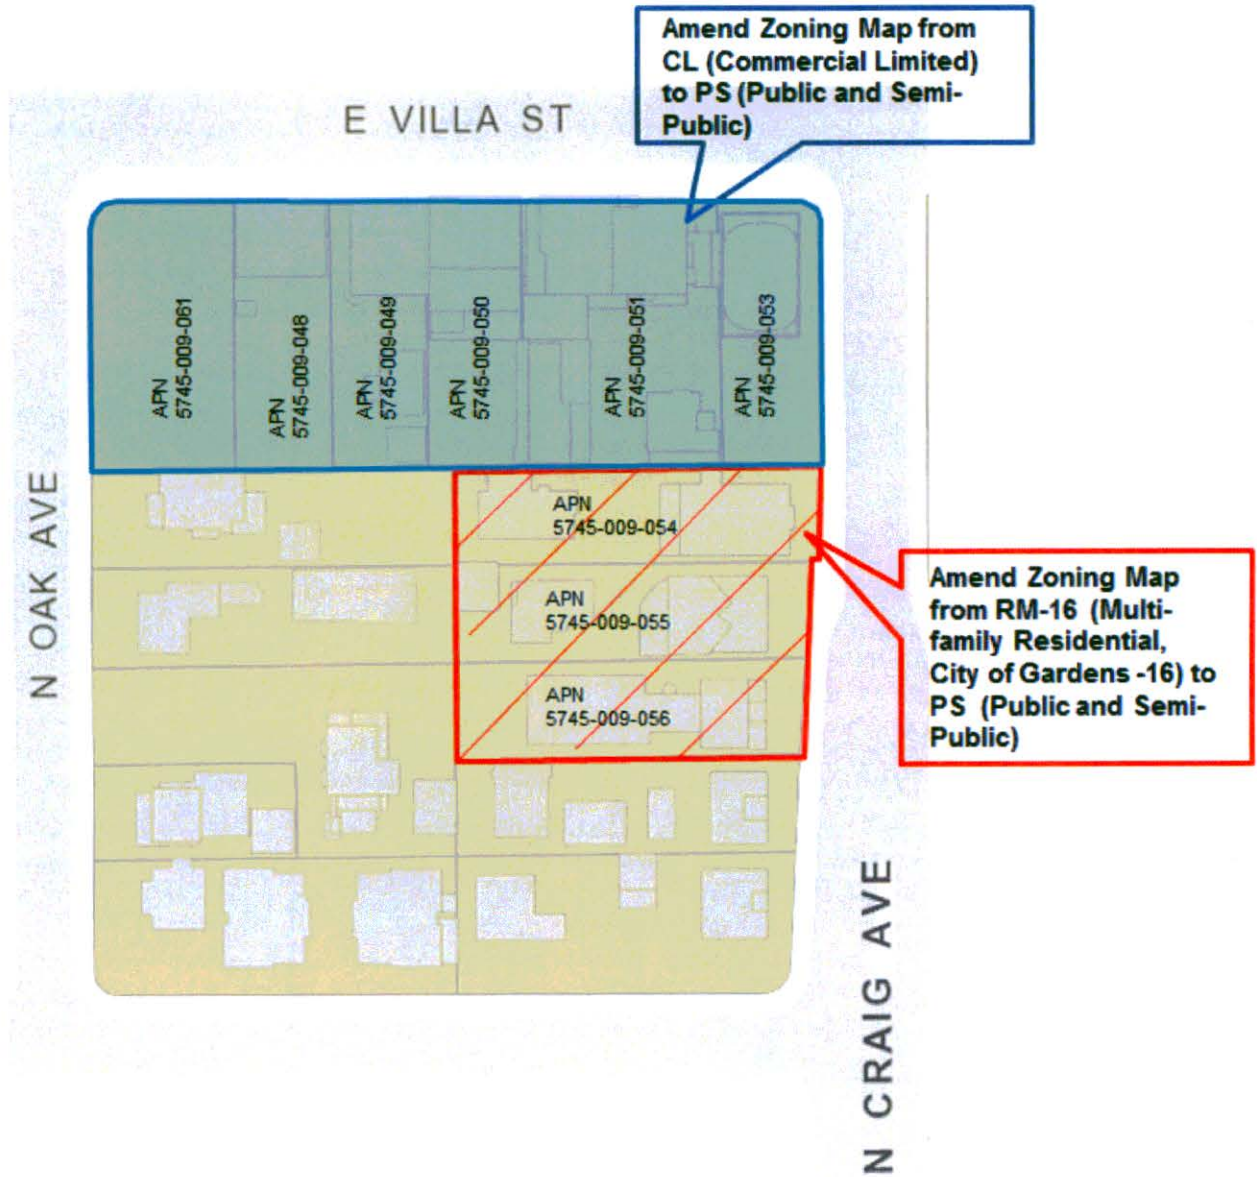 Amend Zoning Map from
CL (Commercial Limited)
to PS (Public and Semi-
Public)
E VILLA ST
APN
5745-009-061
APN
5745-009-048
APN
5745-009-049
APN
5745-009-050
APN
5745-009-051
APN
5745-009-053
N OAK AVE
APN
5745-009-054
APN
5745-009-055
APN
5745-009-056
Amend Zoning Map
from RM-16 (Multi-
family Residential,
City of Gardens -16) to
PS (Public and Semi-
Public)
N CRAIG AVE